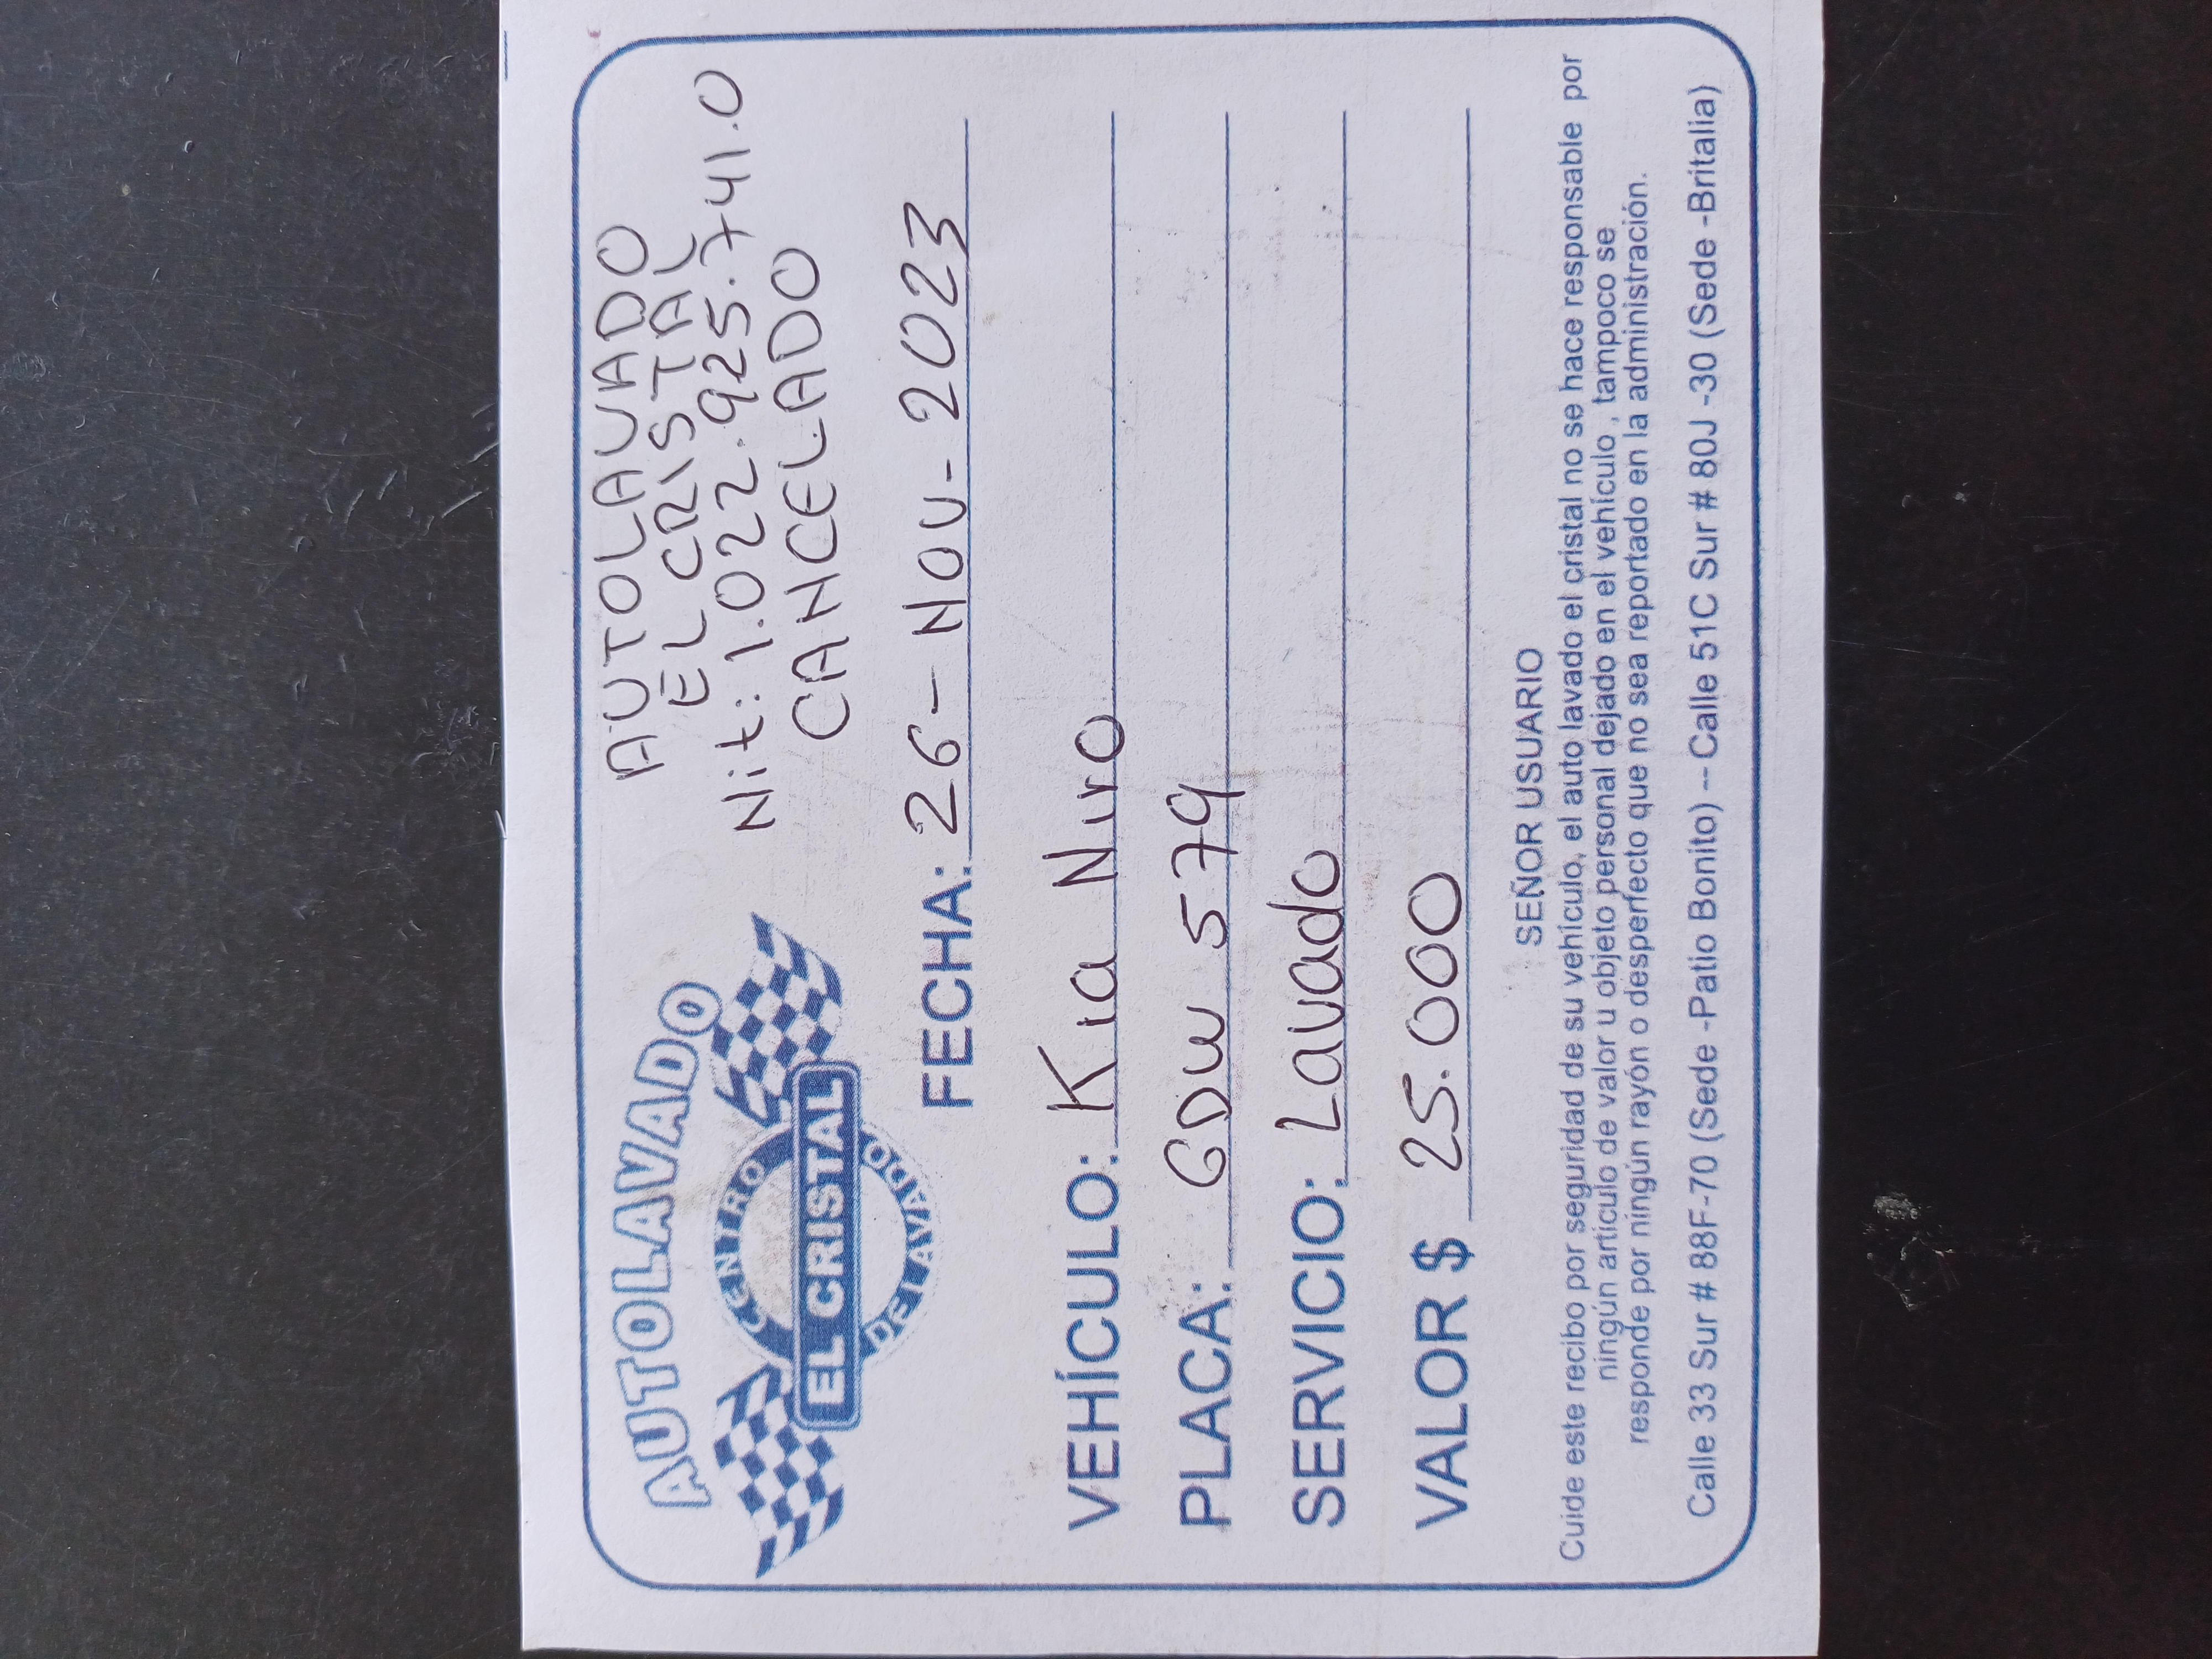 AUTOLAVADO
CENTRO
EL CRISTAL
DE LAVADO
AUTOLAVADO
EL CRISTAL
Nit: 1.022.925.741.0
CANCELADO
FECHA: 26-Nov-2023
VEHÍCULO: Kia Niro
PLACA: GDW 579
SERVICIO: Lavado
VALOR $ 25.000
SEÑOR USUARIO
Cuide este recibo por seguridad de su vehículo, el auto lavado el cristal no se hace responsable por
ningún artículo de valor u objeto personal dejado en el vehículo , tampoco se
responde por ningún rayón o desperfecto que no sea reportado en la administración.
Calle 33 Sur # 88F-70 (Sede -Patio Bonito) -- Calle 51C Sur # 80J -30 (Sede -Britalia)